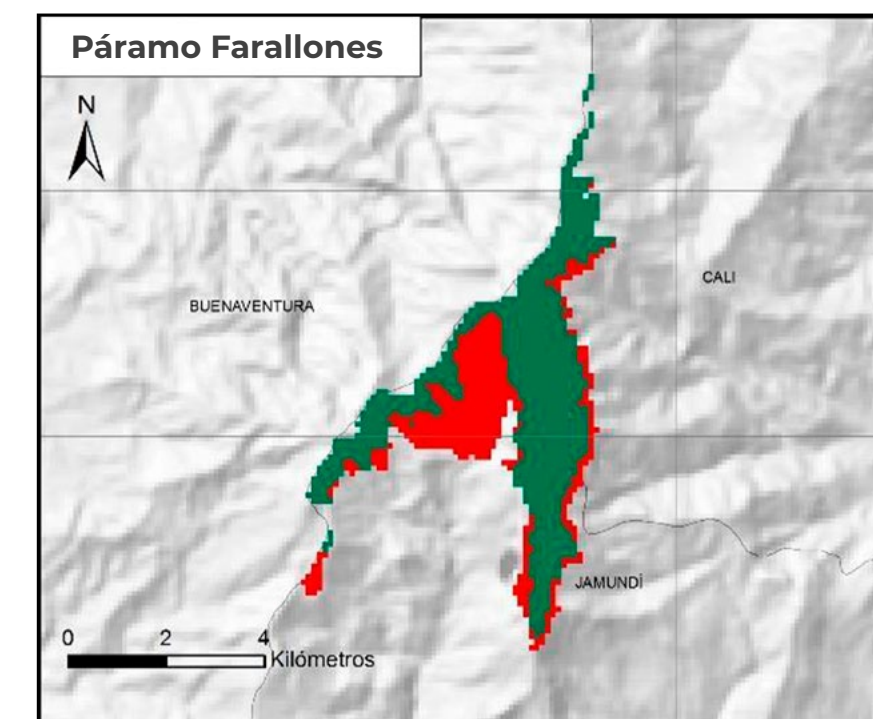 Páramo Farallones
N
CALI
BUENAVENTURA
JAMUNDÍ
0 2 4
Kilómetros